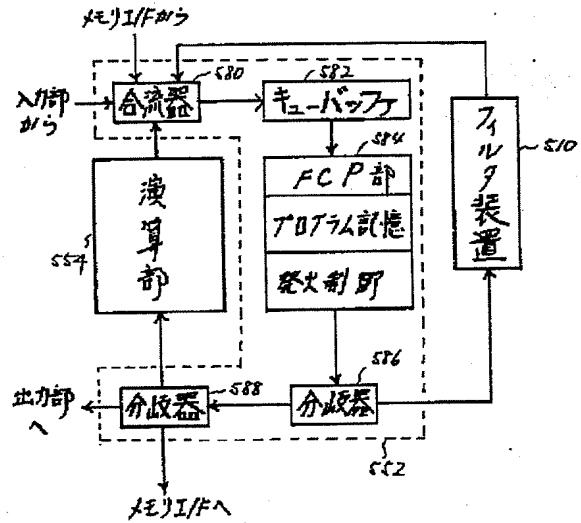 メモリI/Fから
580
582
入力部
から
合流器
キューバッファ
584
FCP部
プログラム記憶
発火制御
演算部
554
フィルタ装置
510
586
588
出力部
へ
分岐器
分岐器
552
メモリI/Fへ